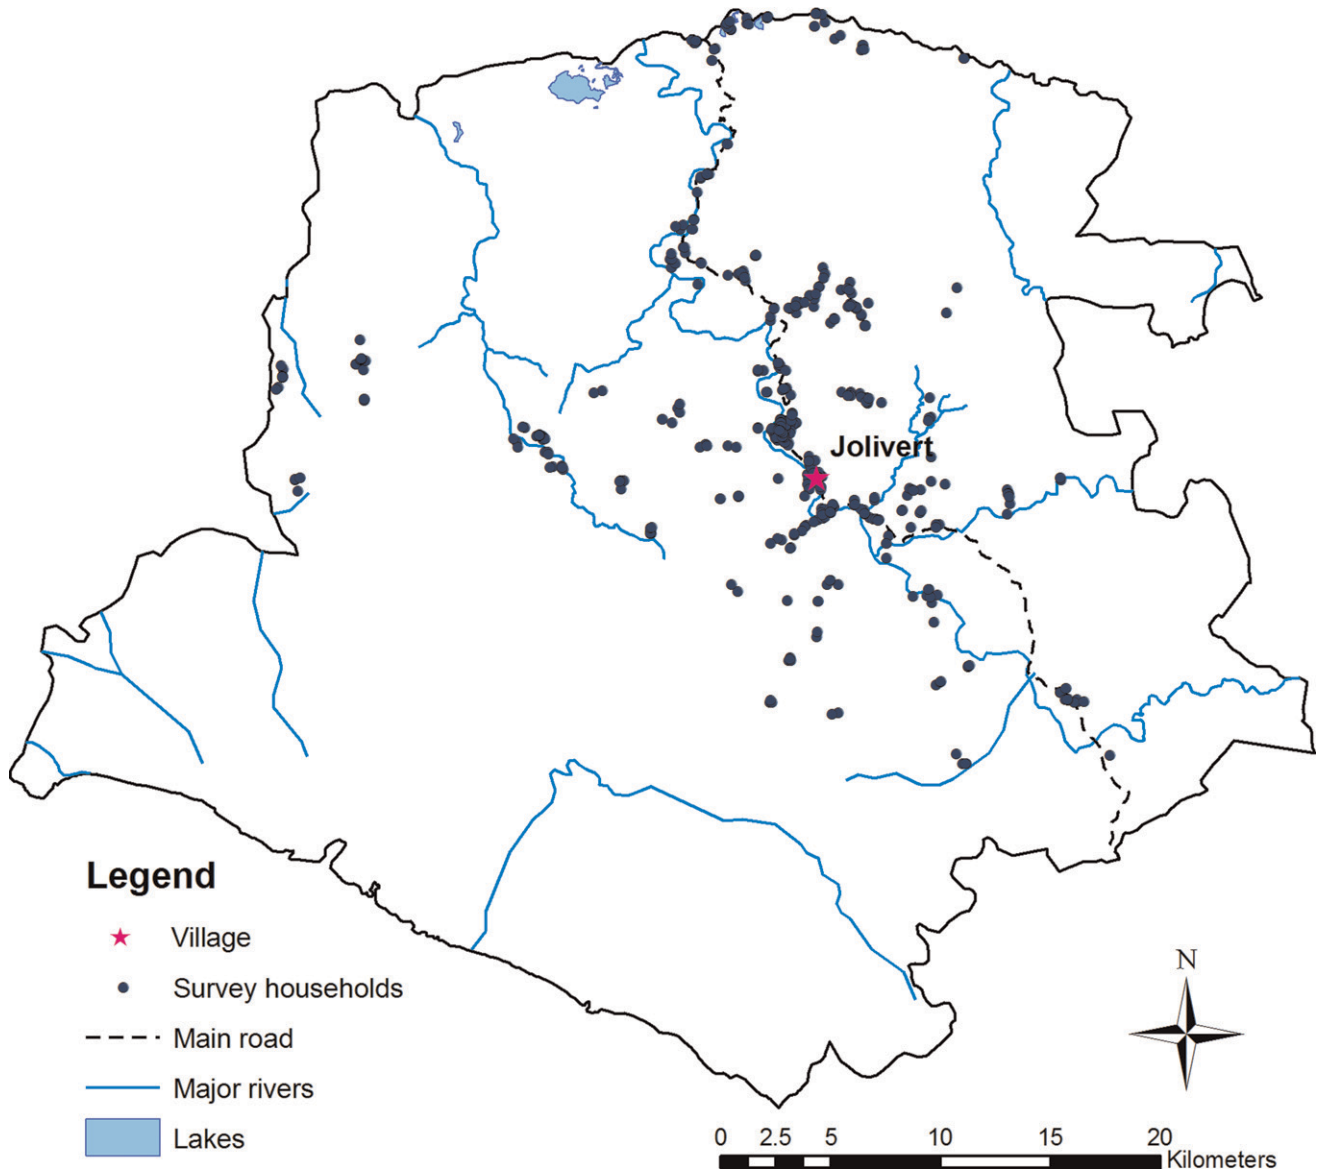 Jolivert
Legend
Village
Survey households
Main road
Major rivers
Lakes
N
0 2.5 5 10 15 20
Kilometers